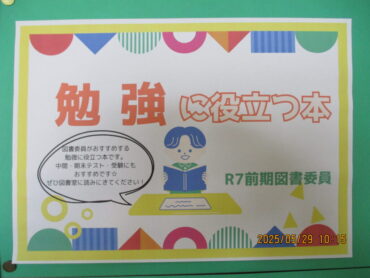 勉強に役立つ本
図書委員がおすすめする
勉強に役立つ本です。
中間・期末テスト・受験にも
おすすめです☆
ぜひ図書室に読みにきてください!
R7前期図書委員
2025/09/29 10:15